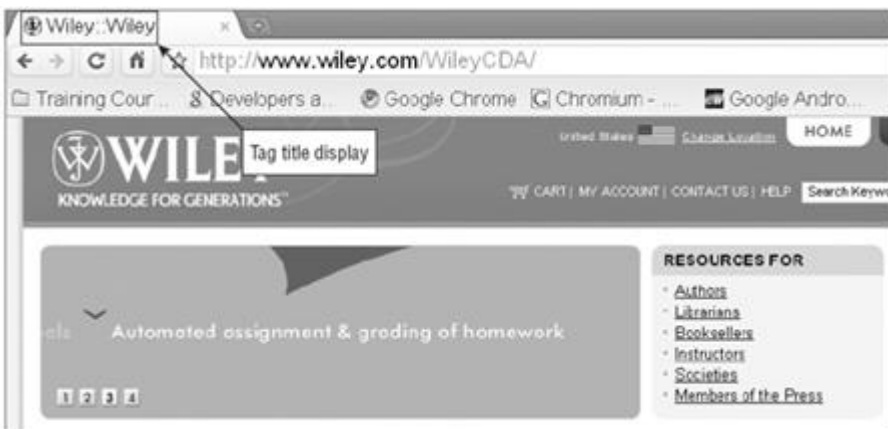 Wiley::Wiley
http://www.wiley.com/WileyCDA/
Training Cour... Developers a... Google Chrome Chromium - ... Google Andro...
Tag title display
United States Change Location HOME
WILEY
KNOWLEDGE FOR GENERATIONS™
CART | MY ACCOUNT | CONTACT US | HELP Search Keyw
RESOURCES FOR
Authors
Librarians
Booksellers
Instructors
Societies
Members of the Press
Automated assignment & grading of homework
1 2 3 4